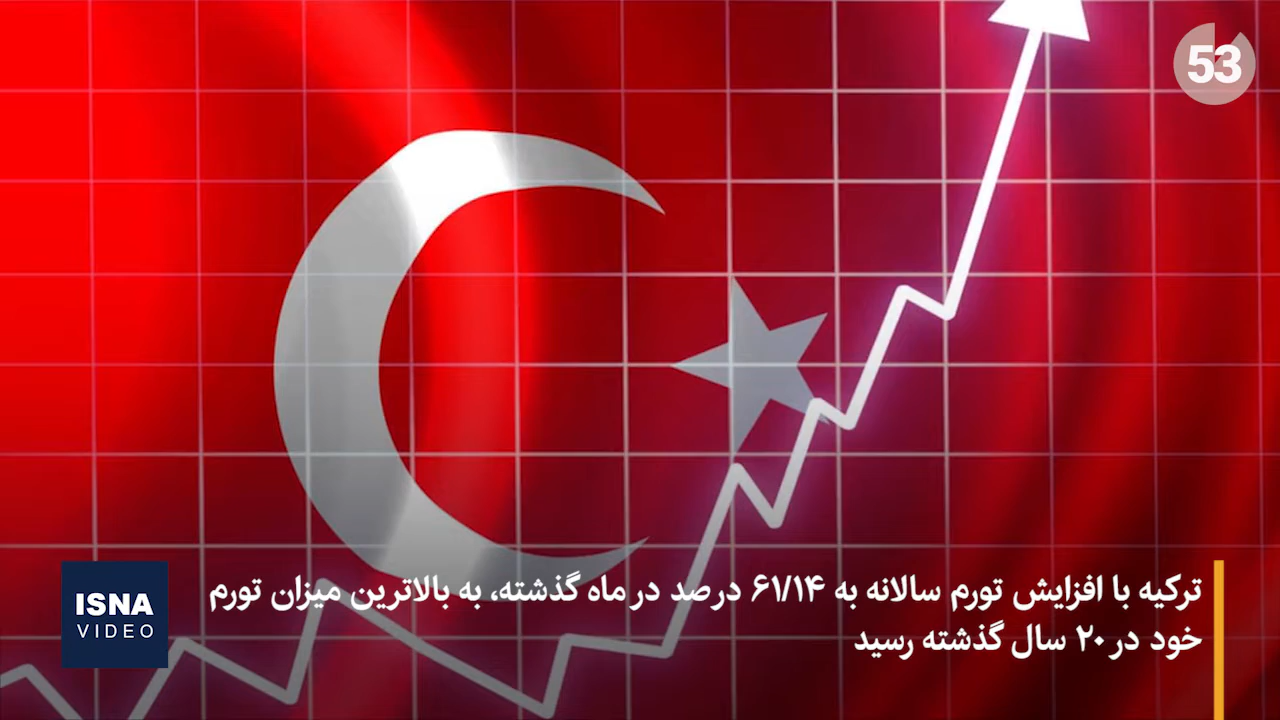 53
ترکیه با افزایش تورم سالانه به ۶۱/۱۴ درصد در ماه گذشته، به بالاترین میزان تورم
خود در ۲۰ سال گذشته رسید
ISNA
VIDEO